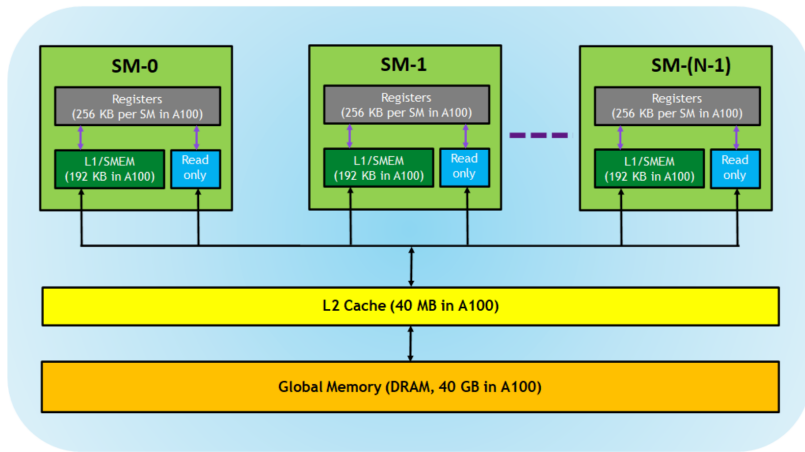 SM-0
Registers
(256 KB per SM in A100)
L1/SMEM
(192 KB in A100)
Read
only
SM-1
Registers
(256 KB per SM in A100)
L1/SMEM
(192 KB in A100)
Read
only
SM-(N-1)
Registers
(256 KB per SM in A100)
L1/SMEM
(192 KB in A100)
Read
only
L2 Cache (40 MB in A100)
Global Memory (DRAM, 40 GB in A100)